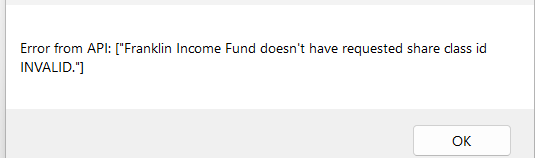 Error from API: ["Franklin Income Fund doesn't have requested share class id
INVALID."]
OK